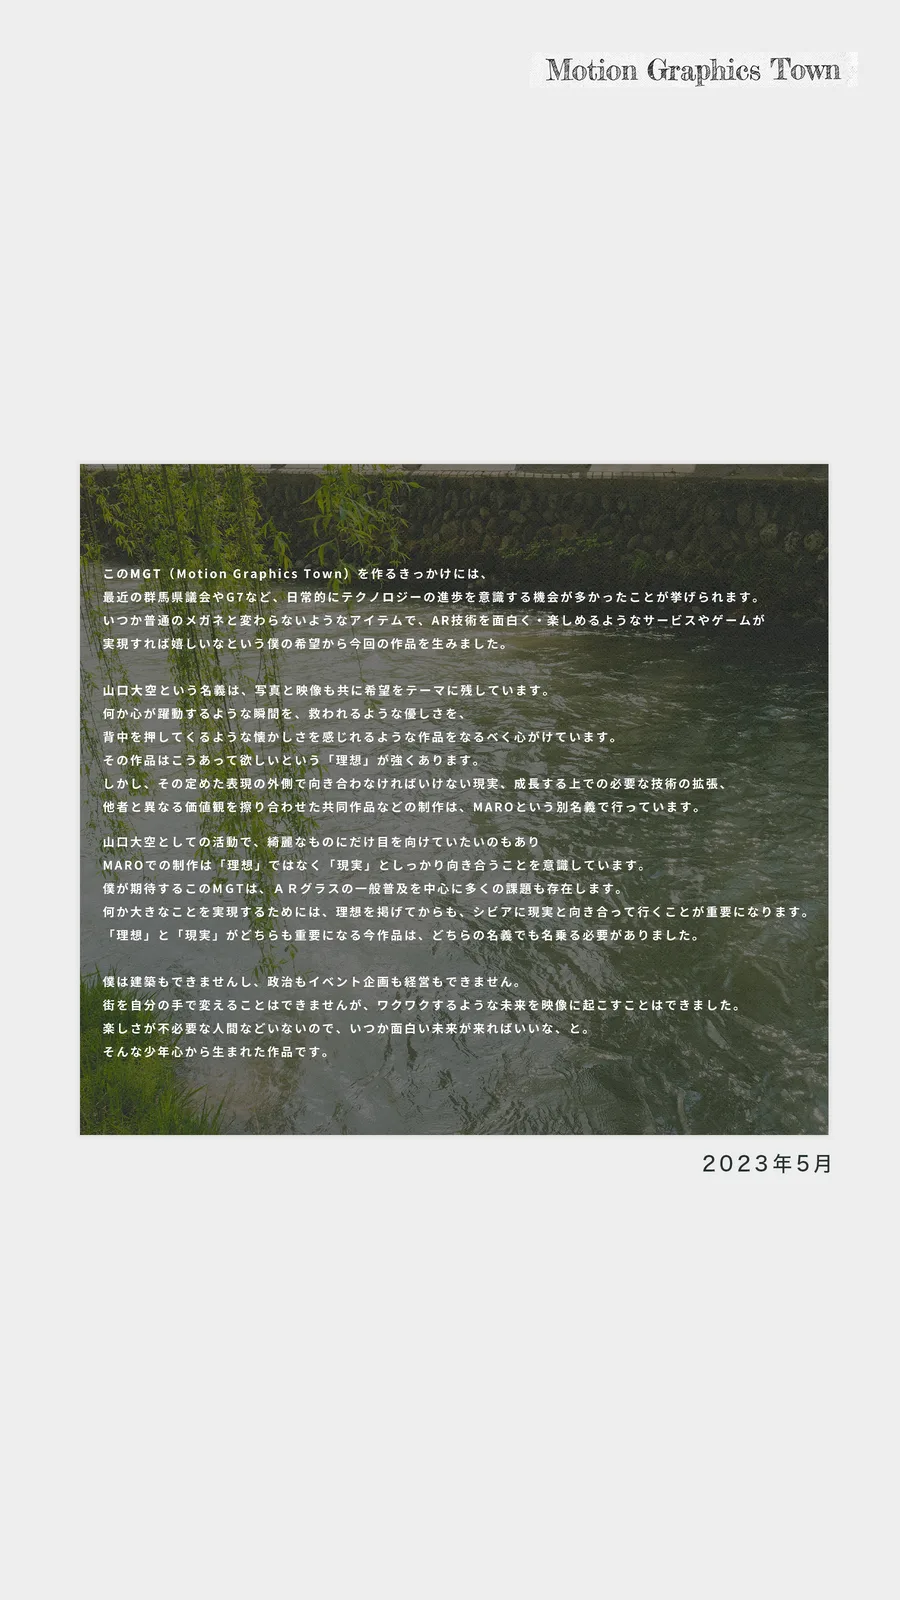 Motion Graphics Town
このMGT（Motion Graphics Town）を作るきっかけには、
最近の群馬県議会やG7など、日常的にテクノロジーの進歩を意識する機会が多かったことが挙げられます。
いつか普通のメガネと変わらないようなアイテムで、AR技術を面白く・楽しめるようなサービスやゲームが
実現すれば嬉しいなという僕の希望から今回の作品を生みました。
山口大空という名義は、写真と映像も共に希望をテーマに残しています。
何か心が躍動するような瞬間を、救われるような優しさを、
背中を押してくるような懐かしさを感じれるような作品をなるべく心がけています。
その作品はこうあって欲しいという「理想」が強くあります。
しかし、その定めた表現の外側で向き合わなければいけない現実、成長する上での必要な技術の拡張、
他者と異なる価値観を擦り合わせた共同作品などの制作は、MAROという別名義で行っています。
山口大空としての活動で、綺麗なものにだけ目を向けていたいのもあり
MAROでの制作は「理想」ではなく「現実」としっかり向き合うことを意識しています。
僕が期待するこのMGTは、ＡＲグラスの一般普及を中心に多くの課題も存在します。
何か大きなことを実現するためには、理想を掲げてからも、シビアに現実と向き合って行くことが重要になります。
「理想」と「現実」がどちらも重要になる今作品は、どちらの名義でも名乗る必要がありました。
僕は建築もできませんし、政治もイベント企画も経営もできません。
街を自分の手で変えることはできませんが、ワクワクするような未来を映像に起こすことはできました。
楽しさが不必要な人間などいないので、いつか面白い未来が来ればいいな、と。
そんな少年心から生まれた作品です。
2023年5月